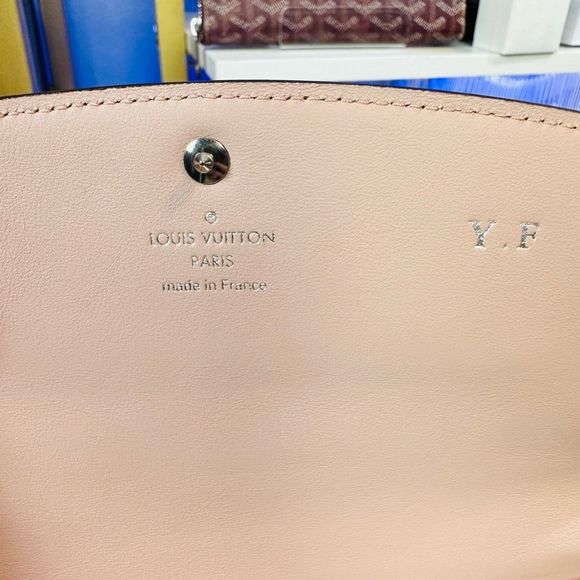 ®
LOUIS VUITTON
PARIS
made in France
Y.F